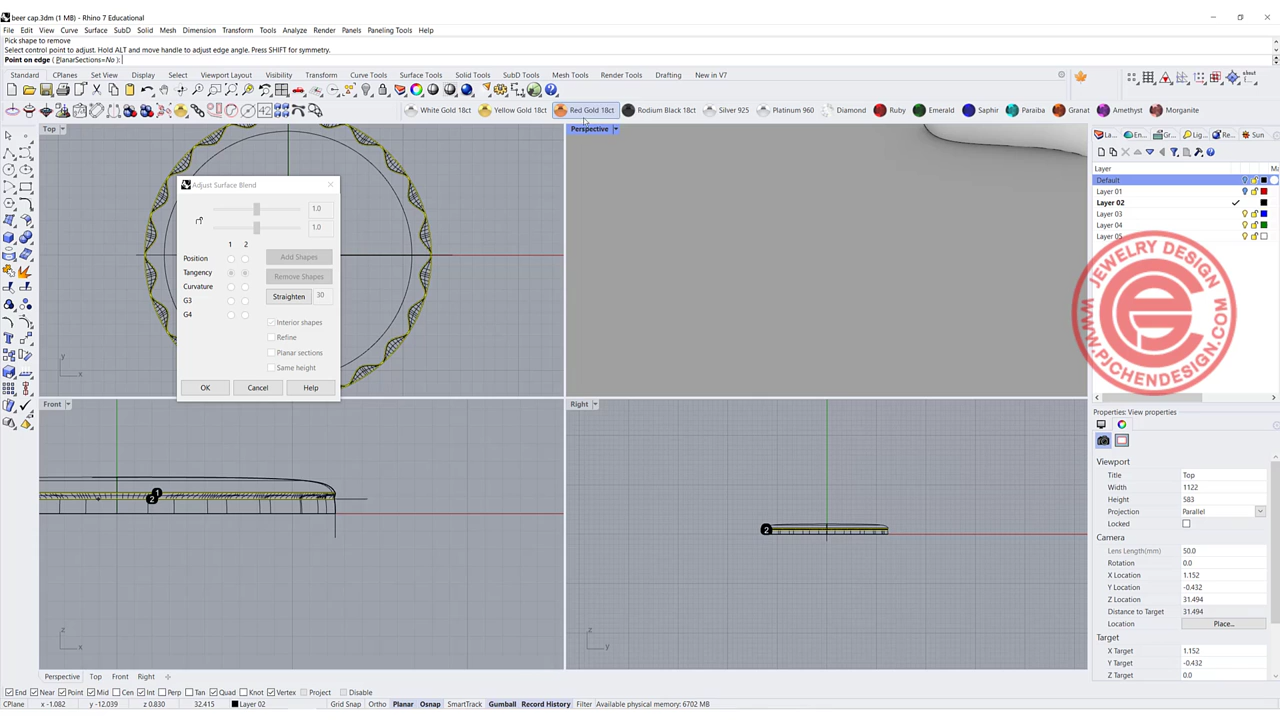 beer cap.3dm (1 MB) - Rhino 7 Educational
File Edit View Curve Surface SubD Solid Mesh Dimension Transform Tools Analyze Render Panels Paneling Tools Help
Pick shape to remove
Select control point to adjust. Hold ALT and move handle to adjust edge angle. Press SHIFT for symmetry.
Point on edge ( PlanarSections=No ):
Standard CPlanes Set View Display Select Viewport Layout Visibility Transform Curve Tools Surface Tools Solid Tools SubD Tools Mesh Tools Render Tools Drafting New in V7
White Gold 18ct Yellow Gold 18ct Red Gold 18ct Rodium Black 18ct Silver 925 Platinum 960 Diamond Ruby Emerald Saphir Paraiba Granat Amethyst Morganite
Top
Perspective
La... En... Gr... Lig... Re... Sun
Layer Ma
Default
Layer 01
Layer 02
Layer 03
Layer 04
Layer 05
Adjust Surface Blend
1.0
1.0
1 2
Position
Tangency
Curvature
G3
G4
Add Shapes
Remove Shapes
Straighten 30
Interior shapes
Refine
Planar sections
Same height
OK Cancel Help
y
x
JEWELRY DESIGN
WWW.PJCHENDESIGN.COM
Front
1
2
z
x
Right
2
z
y
Properties: View properties
Viewport
Title Top
Width 1122
Height 583
Projection Parallel
Locked
Camera
Lens Length(mm) 50.0
Rotation 0.0
X Location 1.152
Y Location -0.432
Z Location 31.494
Distance to Target 31.494
Location Place...
Target
X Target 1.152
Y Target -0.432
Z Target 0.0
Perspective Top Front Right
End Near Point Mid Cen Int Perp Tan Quad Knot Vertex Project Disable
CPlane x -1.082 y -12.039 z 0.830 32.415 Layer 02 Grid Snap Ortho Planar Osnap SmartTrack Gumball Record History Filter Available physical memory: 6702 MB